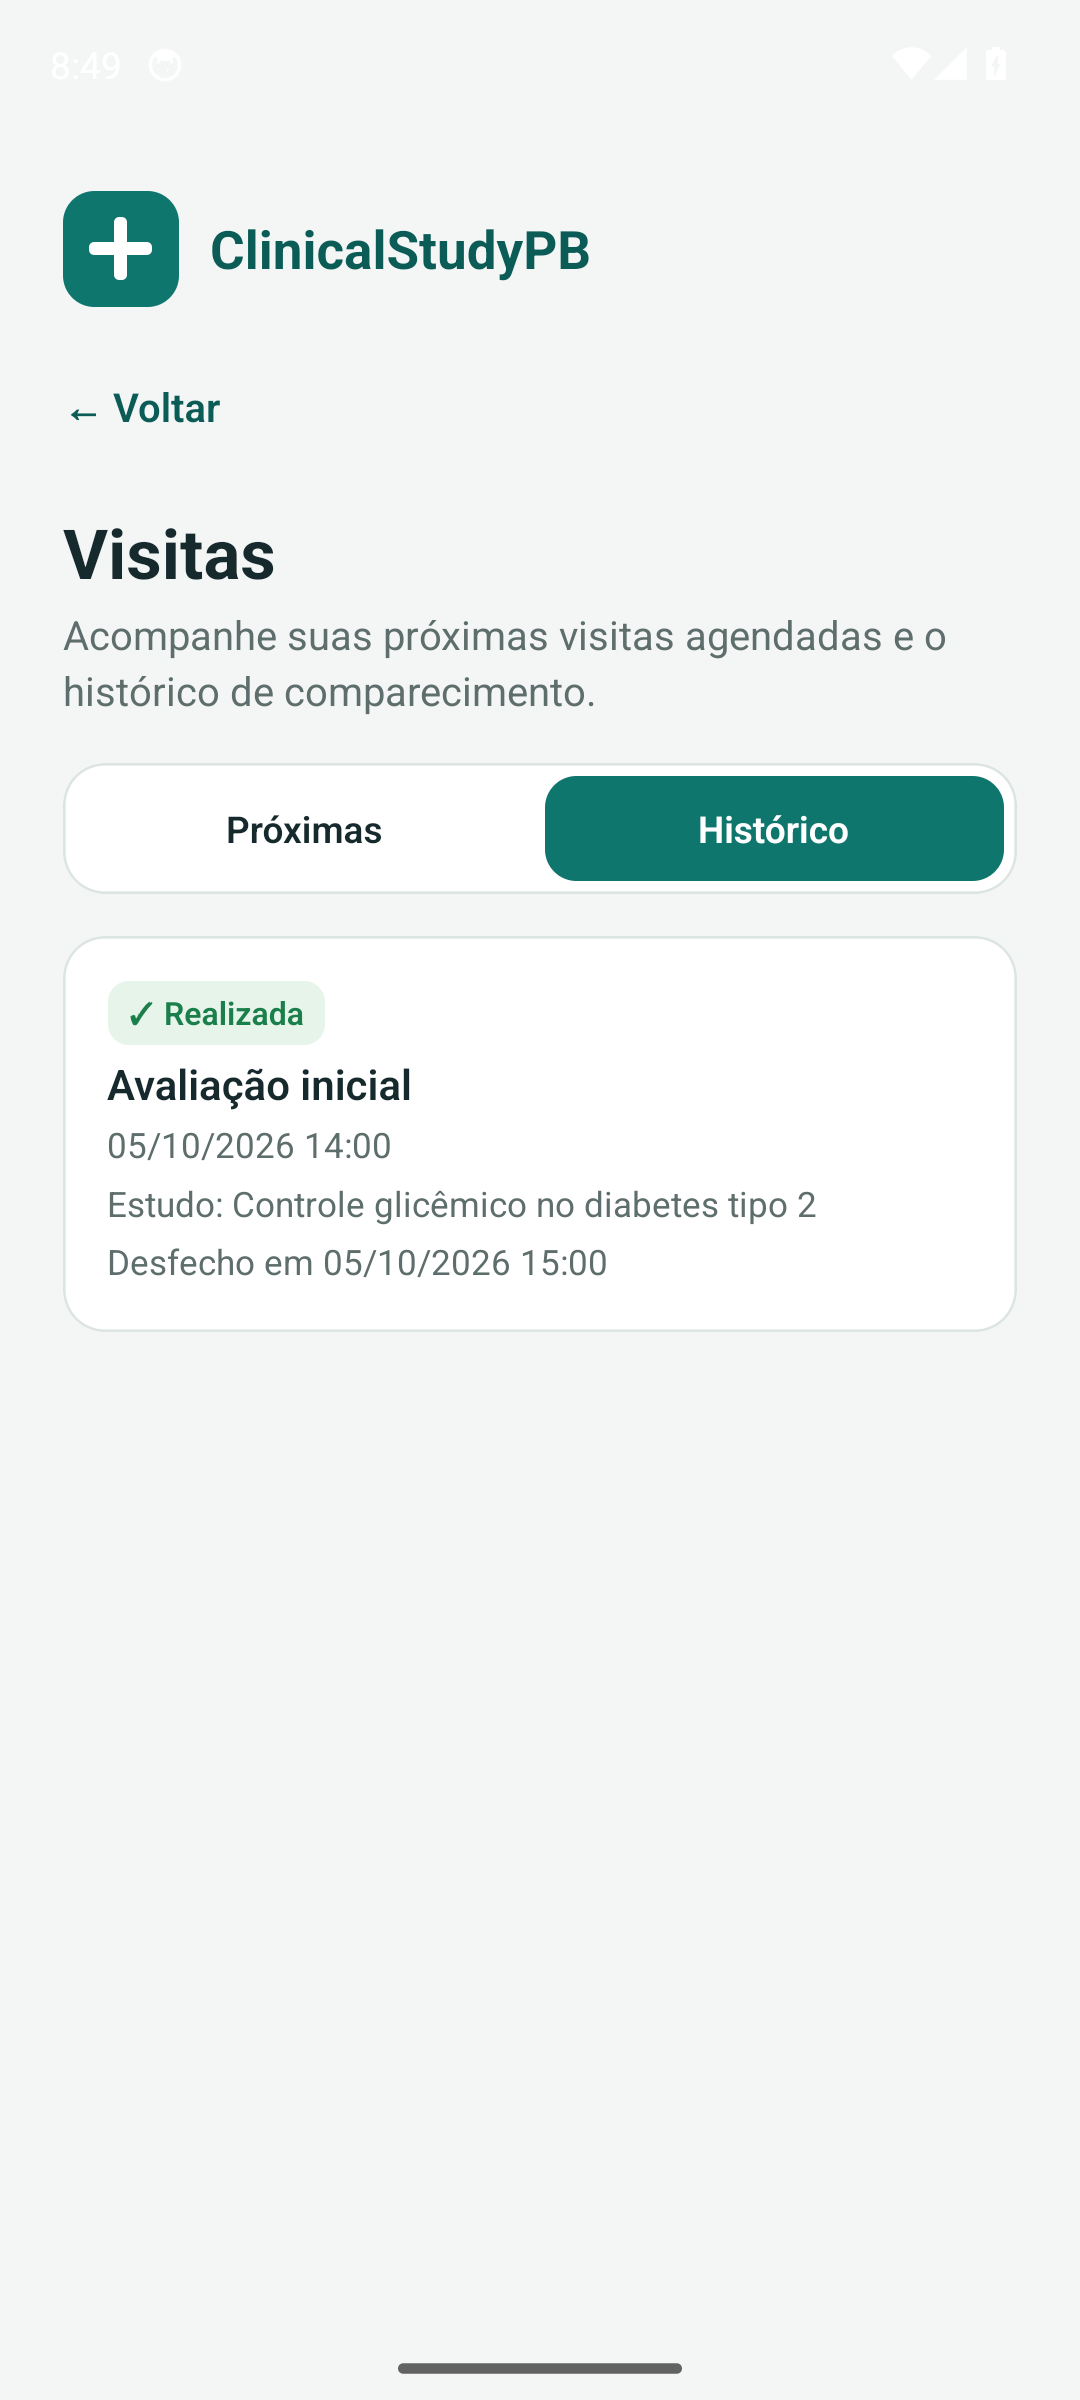 8:49
ClinicalStudyPB
← Voltar
Visitas
Acompanhe suas próximas visitas agendadas e o
histórico de comparecimento.
Próximas
Histórico
✓ Realizada
Avaliação inicial
05/10/2026 14:00
Estudo: Controle glicêmico no diabetes tipo 2
Desfecho em 05/10/2026 15:00